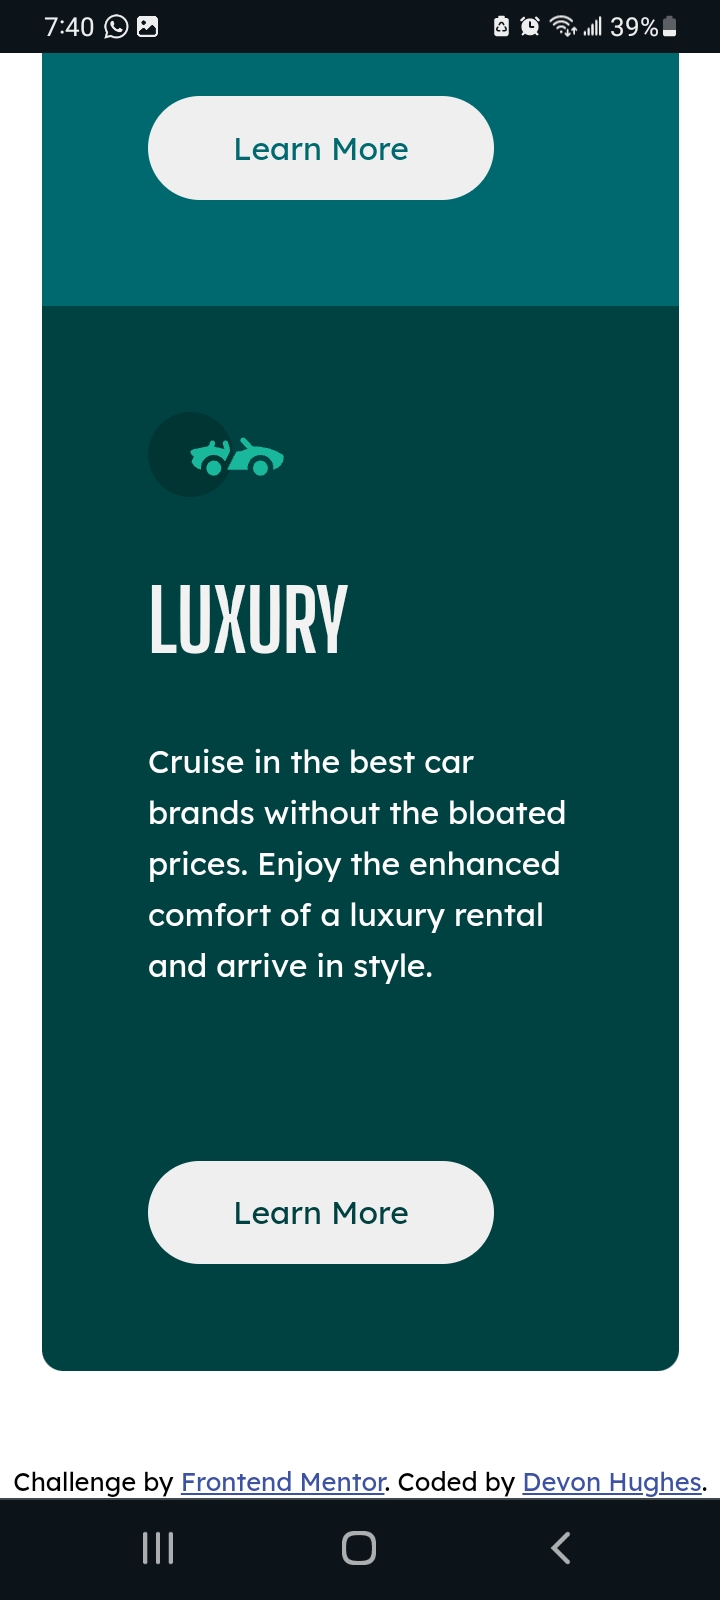 7:40 39%
Learn More
LUXURY
Cruise in the best car
brands without the bloated
prices. Enjoy the enhanced
comfort of a luxury rental
and arrive in style.
Learn More
Challenge by Frontend Mentor. Coded by Devon Hughes.